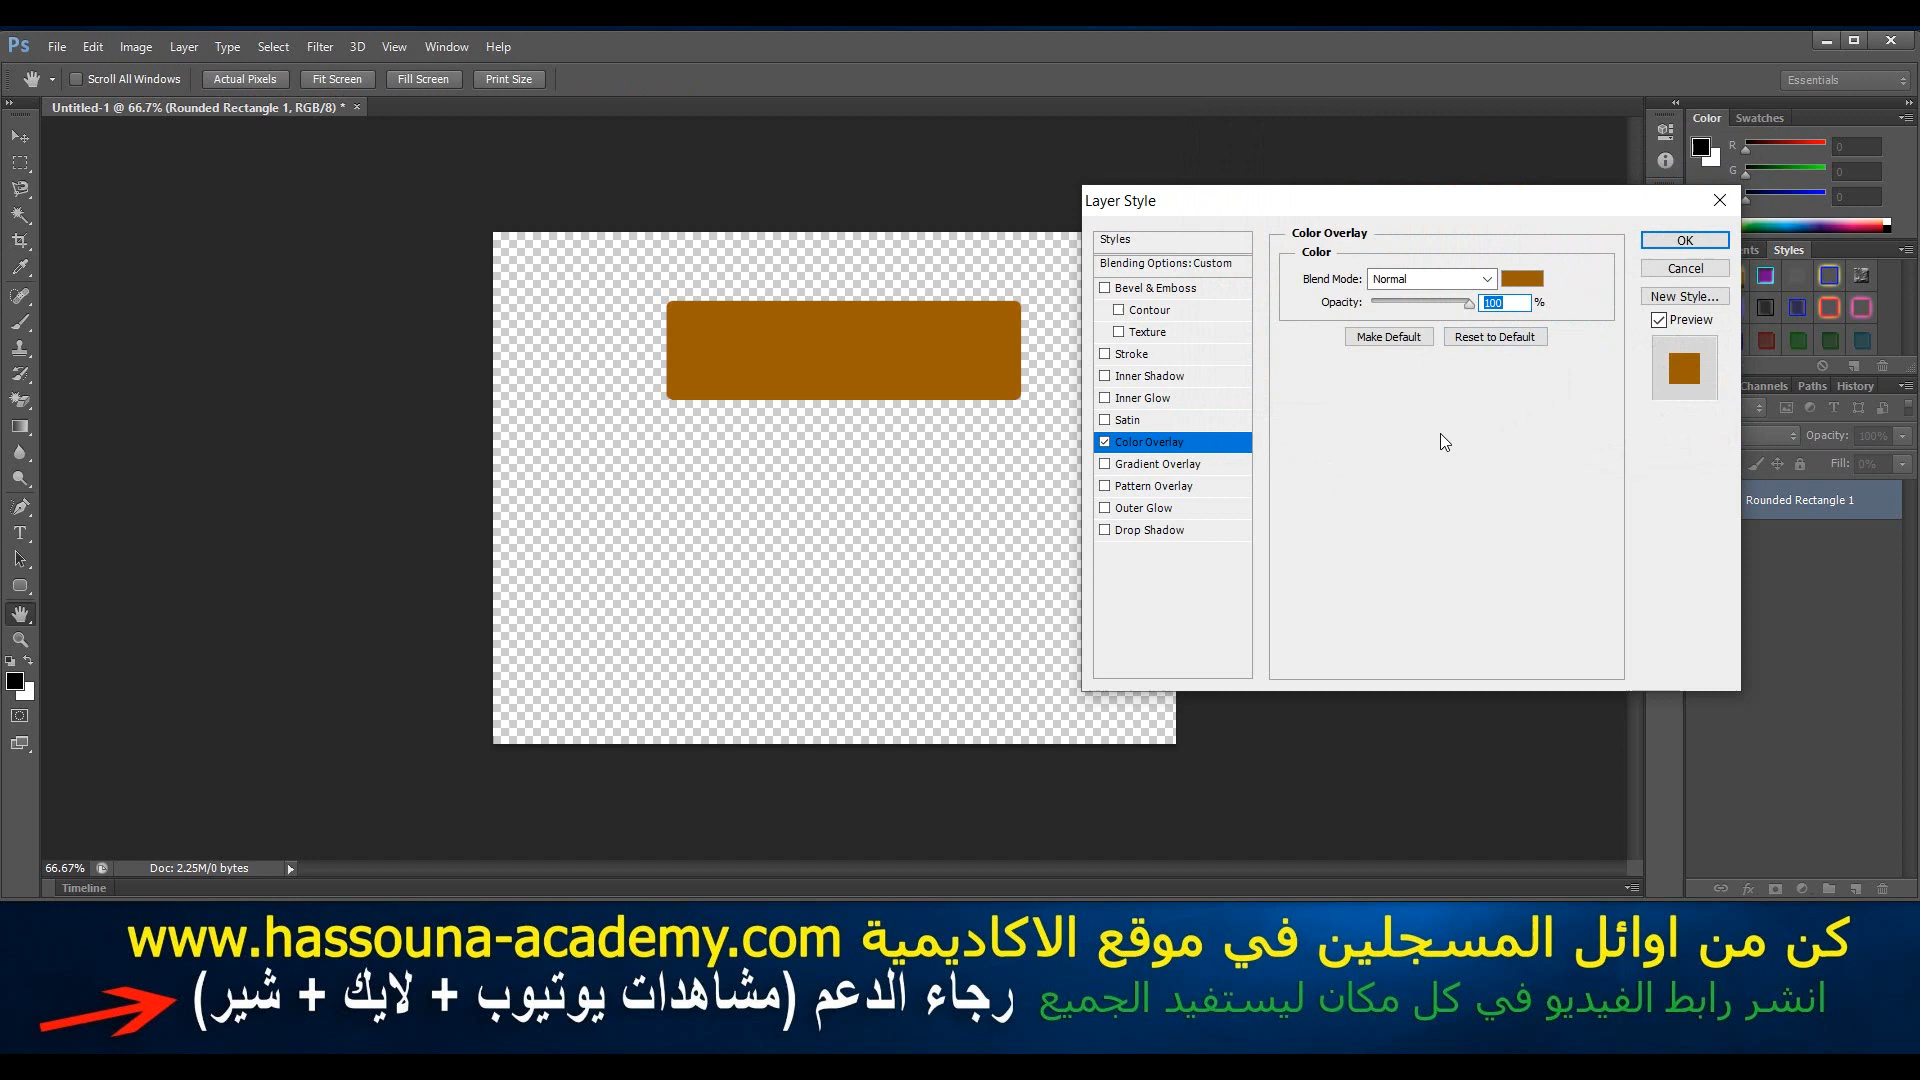 Ps File Edit Image Layer Type Select Filter 3D View Window Help
Scroll All Windows Actual Pixels Fit Screen Fill Screen Print Size Essentials
Untitled-1 @ 66.7% (Rounded Rectangle 1, RGB/8) *
Color Swatches
R 0
G 0
0
Layer Style
Styles
Blending Options: Custom
Bevel & Emboss
Contour
Texture
Stroke
Inner Shadow
Inner Glow
Satin
Color Overlay
Gradient Overlay
Pattern Overlay
Outer Glow
Drop Shadow
Color Overlay
Color
Blend Mode: Normal
Opacity: 100 %
Make Default Reset to Default
OK
Cancel
New Style...
Preview
Styles
Channels Paths History
Opacity: 100%
Fill: 0%
Rounded Rectangle 1
66.67% Doc: 2.25M/0 bytes
Timeline
كن من اوائل المسجلين في موقع الاكاديمية www.hassouna-academy.com
انشر رابط الفيديو في كل مكان ليستفيد الجميع رجاء الدعم (مشاهدات يوتيوب + لايك + شير)